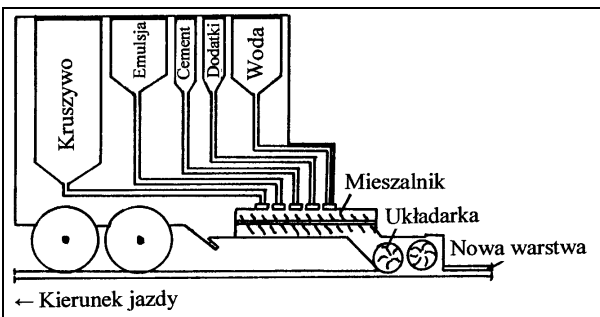 Kruszywo
Emulsja
Cement
Dodatki
Woda
Mieszalnik
Układarka
Nowa warstwa
← Kierunek jazdy